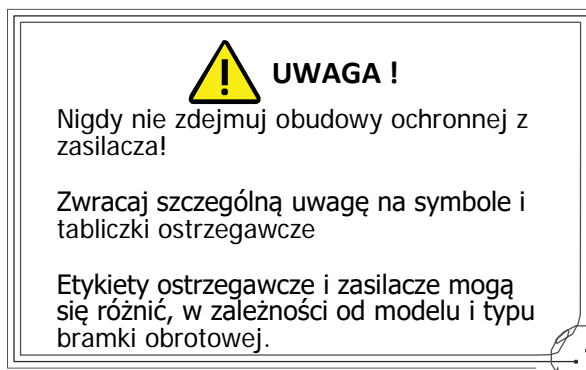 UWAGA !
Nigdy nie zdejmuj obudowy ochronnej z
zasilacza!
Zwracaj szczególną uwagę na symbole i
tabliczki ostrzegawcze
Etykiety ostrzegawcze i zasilacze mogą
się różnić, w zależności od modelu i typu
bramki obrotowej.